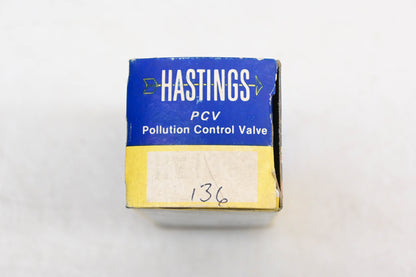 HASTINGS
PCV
Pollution Control Valve
136